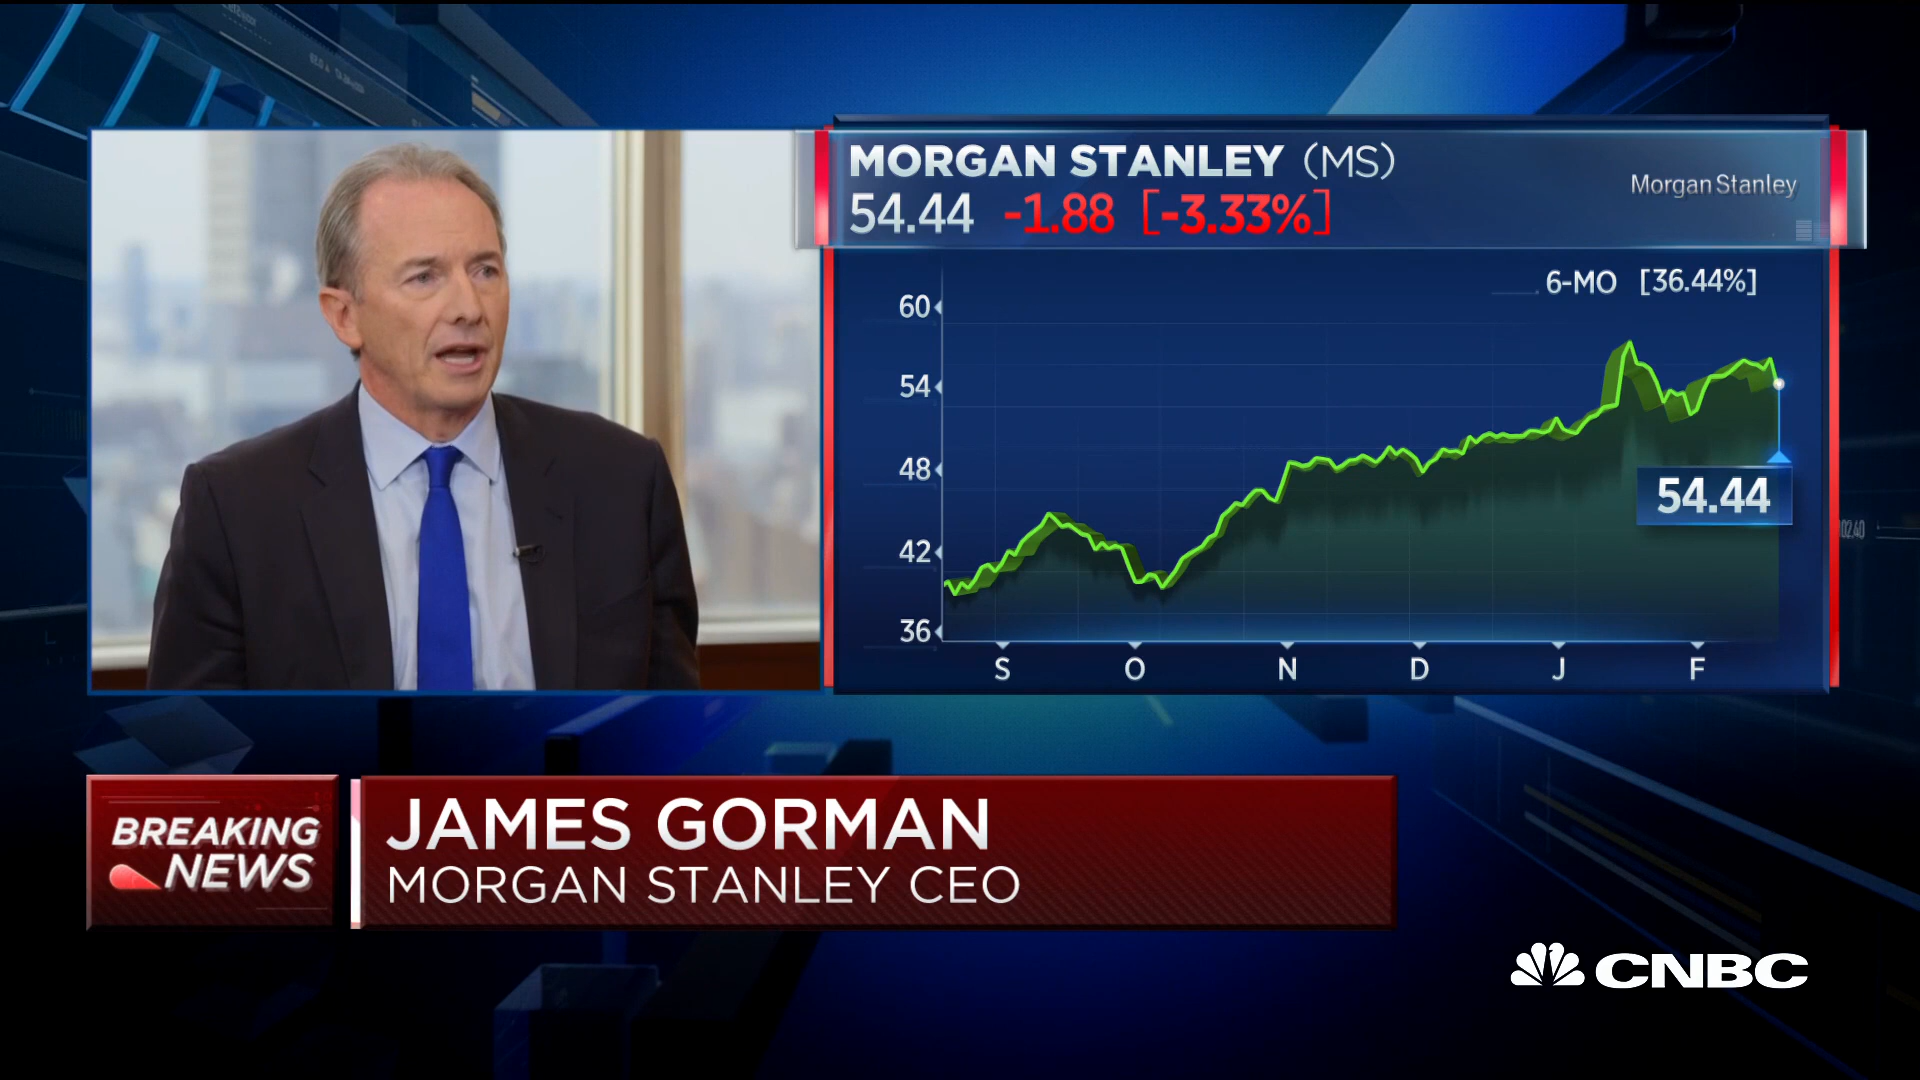 MORGAN STANLEY (MS)
54.44 -1.88 [-3.33%]
Morgan Stanley
6-MO [36.44%]
60
54
48
42
36
54.44
S O N D J F
BREAKING
NEWS
JAMES GORMAN
MORGAN STANLEY CEO
CNBC